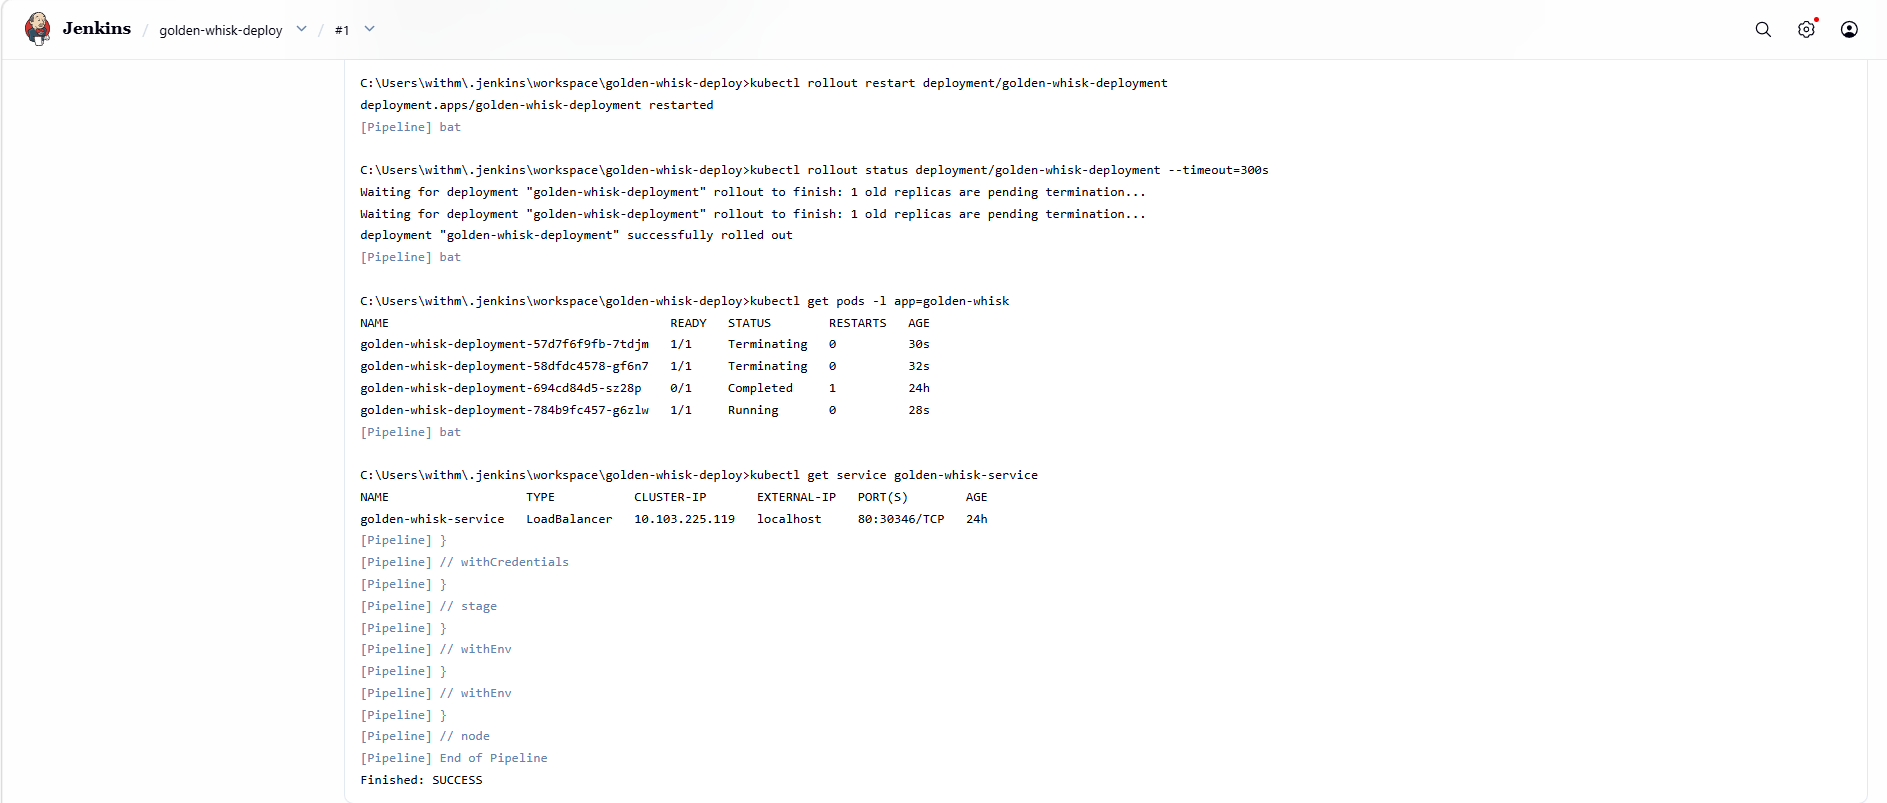 Jenkins / golden-whisk-deploy / #1
C:\Users\withm\.jenkins\workspace\golden-whisk-deploy>kubectl rollout restart deployment/golden-whisk-deployment
deployment.apps/golden-whisk-deployment restarted
[Pipeline] bat
C:\Users\withm\.jenkins\workspace\golden-whisk-deploy>kubectl rollout status deployment/golden-whisk-deployment --timeout=300s
Waiting for deployment "golden-whisk-deployment" rollout to finish: 1 old replicas are pending termination...
Waiting for deployment "golden-whisk-deployment" rollout to finish: 1 old replicas are pending termination...
deployment "golden-whisk-deployment" successfully rolled out
[Pipeline] bat
C:\Users\withm\.jenkins\workspace\golden-whisk-deploy>kubectl get pods -l app=golden-whisk
NAME READY STATUS RESTARTS AGE
golden-whisk-deployment-57d7f6f9fb-7tdjm 1/1 Terminating 0 30s
golden-whisk-deployment-58dfdc4578-gf6n7 1/1 Terminating 0 32s
golden-whisk-deployment-694cd84d5-sz28p 0/1 Completed 1 24h
golden-whisk-deployment-784b9fc457-g6zlw 1/1 Running 0 28s
[Pipeline] bat
C:\Users\withm\.jenkins\workspace\golden-whisk-deploy>kubectl get service golden-whisk-service
NAME TYPE CLUSTER-IP EXTERNAL-IP PORT(S) AGE
golden-whisk-service LoadBalancer 10.103.225.119 localhost 80:30346/TCP 24h
[Pipeline] }
[Pipeline] // withCredentials
[Pipeline] }
[Pipeline] // stage
[Pipeline] }
[Pipeline] // withEnv
[Pipeline] }
[Pipeline] // withEnv
[Pipeline] }
[Pipeline] // node
[Pipeline] End of Pipeline
Finished: SUCCESS